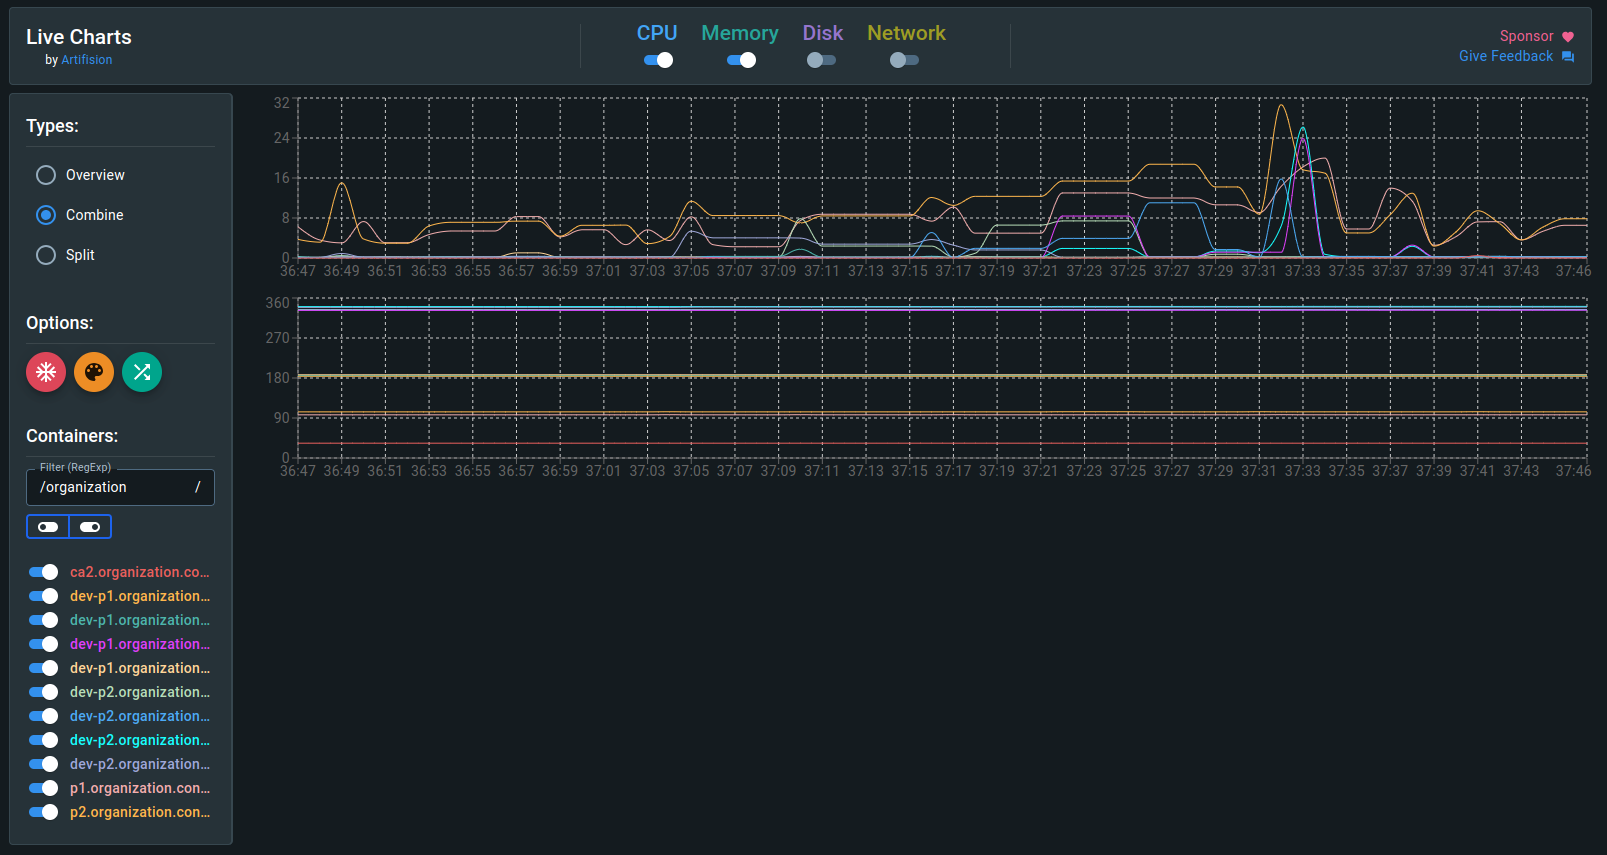 Live Charts
by Artifision
CPU Memory Disk Network
Sponsor
Give Feedback
Types:
Overview
Combine
Split
Options:
Containers:
Filter (RegExp)
/organization /
ca2.organization.co...
dev-p1.organization...
dev-p1.organization...
dev-p1.organization...
dev-p1.organization...
dev-p2.organization...
dev-p2.organization...
dev-p2.organization...
dev-p2.organization...
p1.organization.con...
p2.organization.con...
32
24
16
8
0
36:47 36:49 36:51 36:53 36:55 36:57 36:59 37:01 37:03 37:05 37:07 37:09 37:11 37:13 37:15 37:17 37:19 37:21 37:23 37:25 37:27 37:29 37:31 37:33 37:35 37:37 37:39 37:41 37:43 37:46
360
270
180
90
0
36:47 36:49 36:51 36:53 36:55 36:57 36:59 37:01 37:03 37:05 37:07 37:09 37:11 37:13 37:15 37:17 37:19 37:21 37:23 37:25 37:27 37:29 37:31 37:33 37:35 37:37 37:39 37:41 37:43 37:46